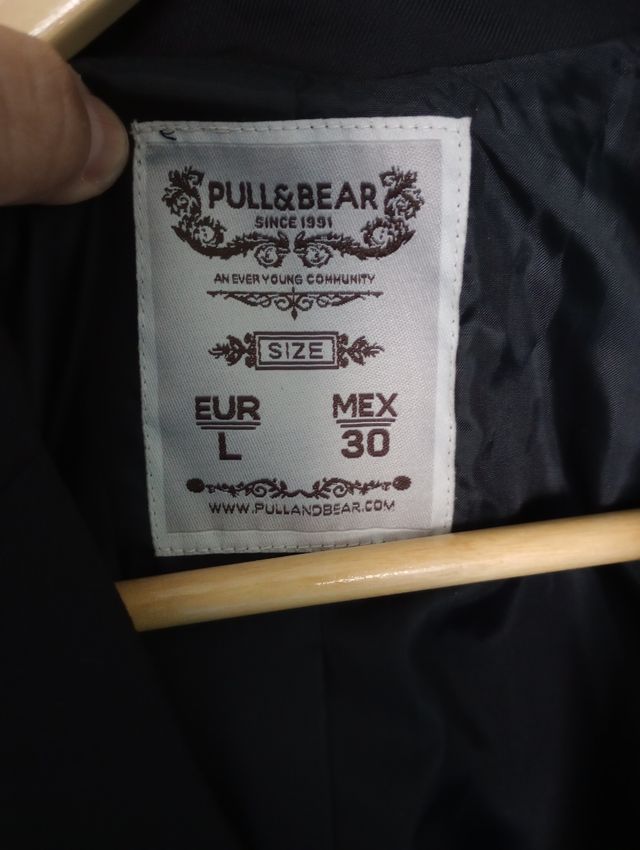 PULL&BEAR
SINCE 1991
AN EVER YOUNG COMMUNITY
SIZE
EUR MEX
L 30
WWW.PULLANDBEAR.COM